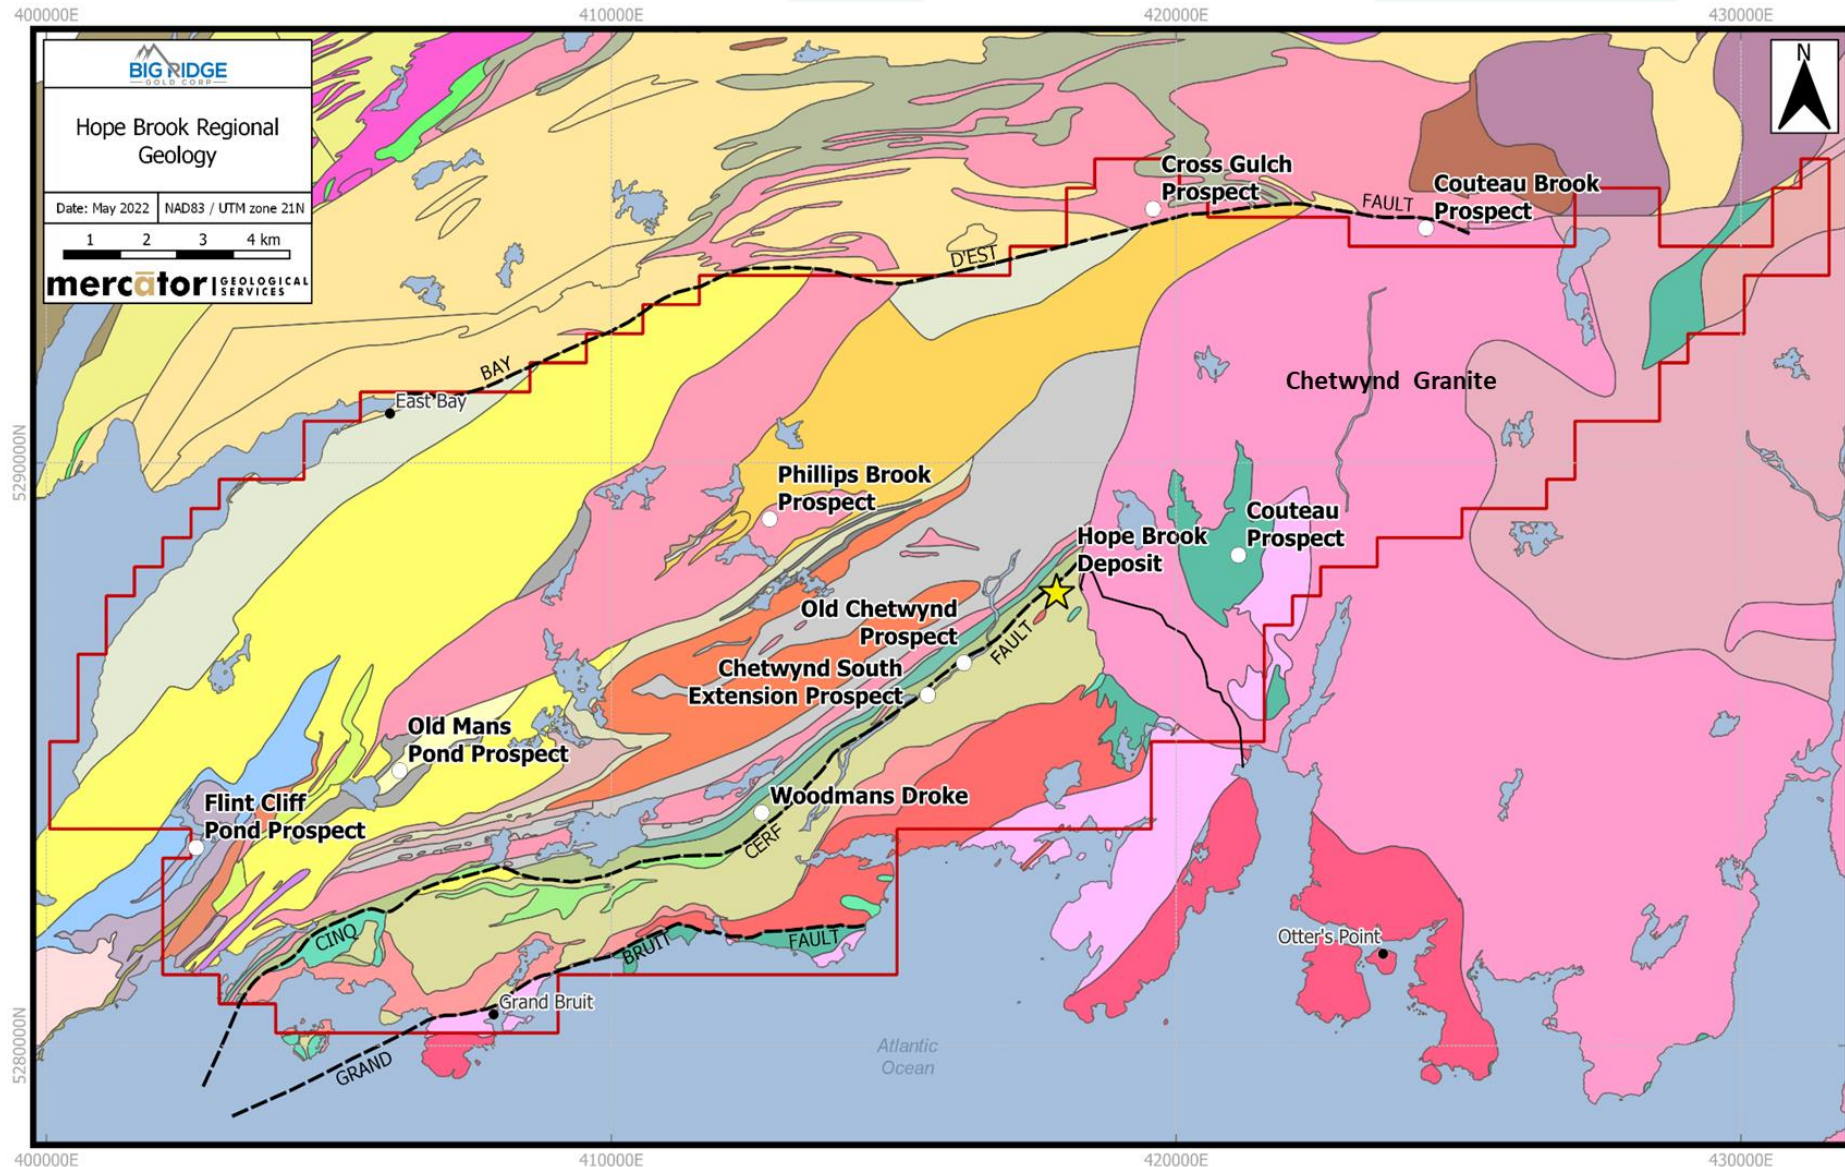 400000E
410000E
420000E
430000E
BIG RIDGE
GOLD CORP
Hope Brook Regional
Geology
Date: May 2022
NAD83 / UTM zone 21N
1 2 3 4 km
mercātor
GEOLOGICAL
SERVICES
N
Cross Gulch
Prospect
Couteau Brook
Prospect
FAULT
D'EST
BAY
East Bay
Chetwynd Granite
5290000N
Phillips Brook
Prospect
Couteau
Prospect
Hope Brook
Deposit
Old Chetwynd
Prospect
FAULT
Chetwynd South
Extension Prospect
Old Mans
Pond Prospect
Flint Cliff
Pond Prospect
Woodmans Droke
CERF
CINQ
BRUIT
FAULT
Otter's Point
Grand Bruit
GRAND
Atlantic
Ocean
5280000N
400000E
410000E
420000E
430000E